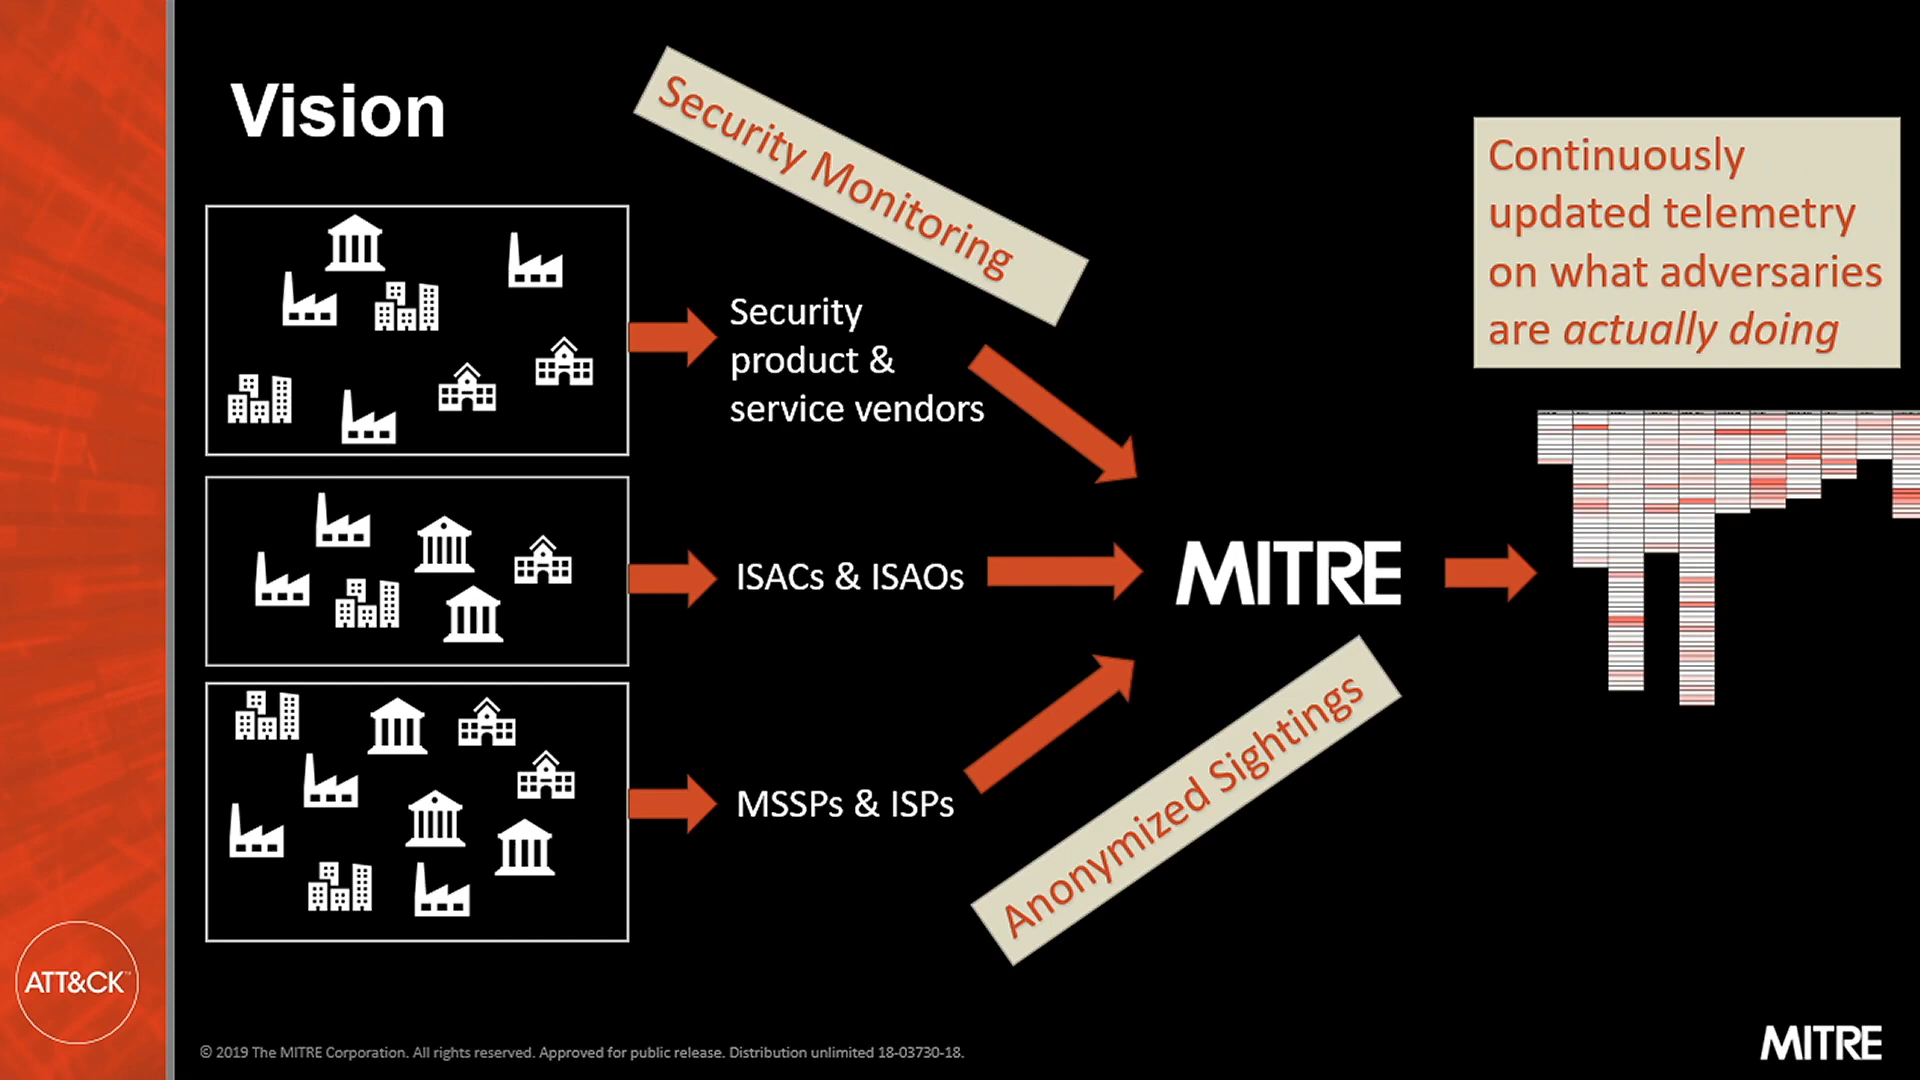 Vision
Security Monitoring
Continuously
updated telemetry
on what adversaries
are actually doing
Security
product &
service vendors
ISACs & ISAOs
MITRE
MSSPs & ISPs
Anonymized Sightings
ATT&CK™
© 2019 The MITRE Corporation. All rights reserved. Approved for public release. Distribution unlimited 18-03730-18.
MITRE